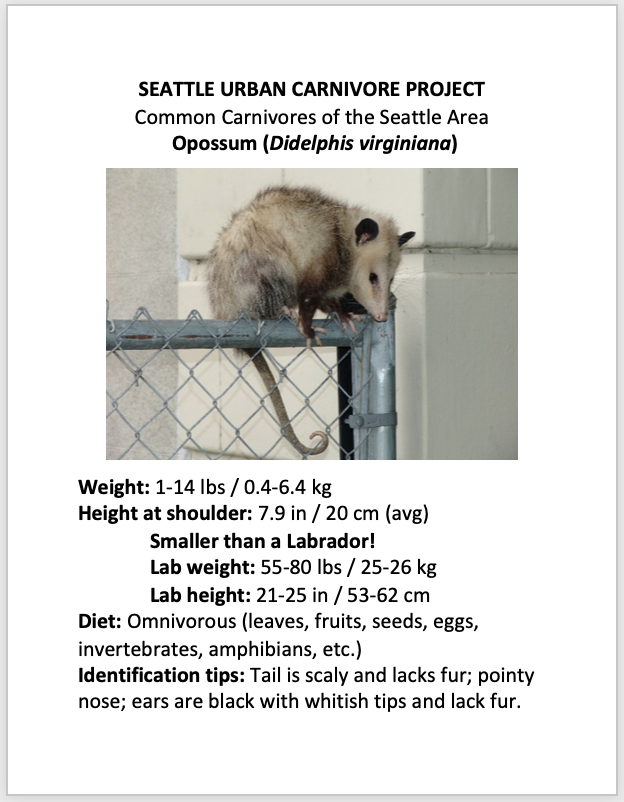 SEATTLE URBAN CARNIVORE PROJECT
Common Carnivores of the Seattle Area
Opossum (Didelphis virginiana)
Weight: 1-14 lbs / 0.4-6.4 kg
Height at shoulder: 7.9 in / 20 cm (avg)
Smaller than a Labrador!
Lab weight: 55-80 lbs / 25-26 kg
Lab height: 21-25 in / 53-62 cm
Diet: Omnivorous (leaves, fruits, seeds, eggs,
invertebrates, amphibians, etc.)
Identification tips: Tail is scaly and lacks fur; pointy
nose; ears are black with whitish tips and lack fur.